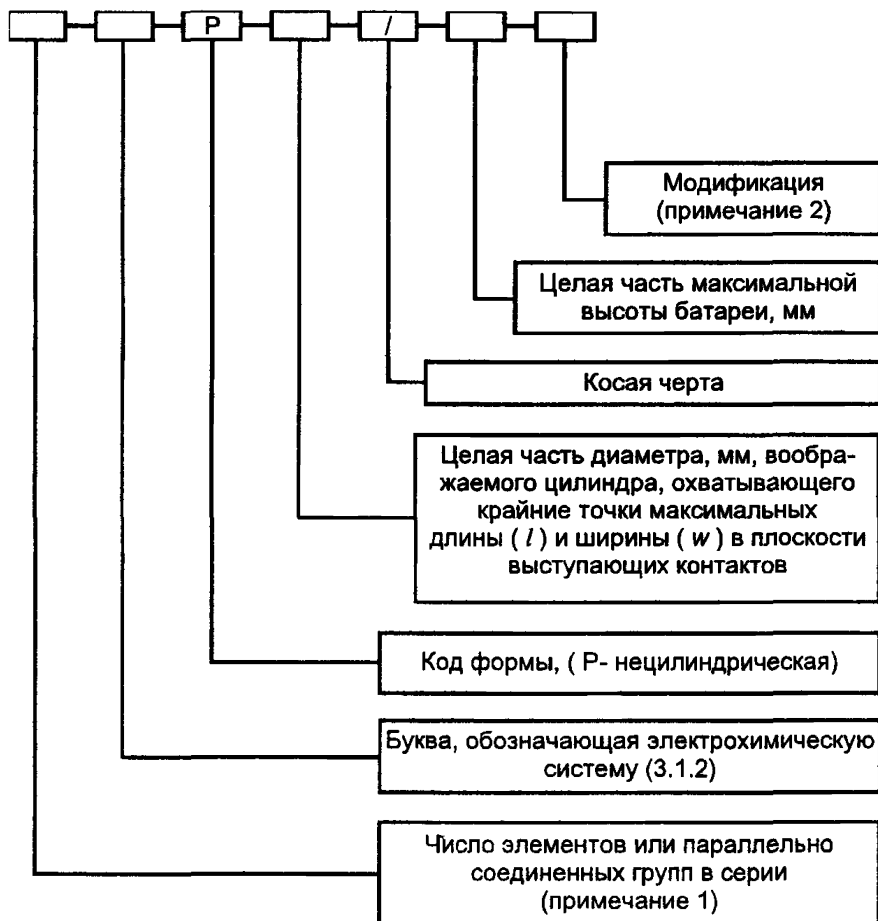 P /
Модификация
(примечание 2)
Целая часть максимальной
высоты батареи, мм
Косая черта
Целая часть диаметра, мм, вообра-
жаемого цилиндра, охватывающего
крайние точки максимальных
длины ( l ) и ширины ( w ) в плоскости
выступающих контактов
Код формы, ( Р- нецилиндрическая)
Буква, обозначающая электрохимическую
систему (3.1.2)
Число элементов или параллельно
соединенных групп в серии
(примечание 1)